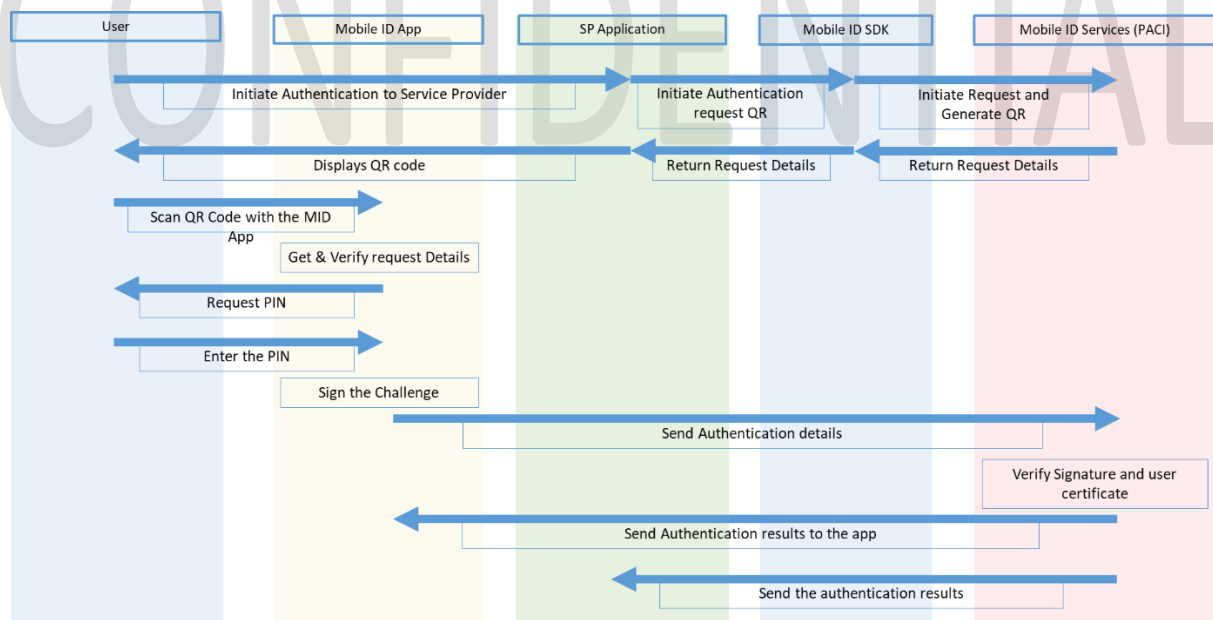 CONFIDENTIAL
User
Mobile ID App
SP Application
Mobile ID SDK
Mobile ID Services (PACI)
Initiate Authentication to Service Provider
Initiate Authentication
request QR
Initiate Request and
Generate QR
Displays QR code
Return Request Details
Return Request Details
Scan QR Code with the MID
App
Get & Verify request Details
Request PIN
Enter the PIN
Sign the Challenge
Send Authentication details
Verify Signature and user
certificate
Send Authentication results to the app
Send the authentication results